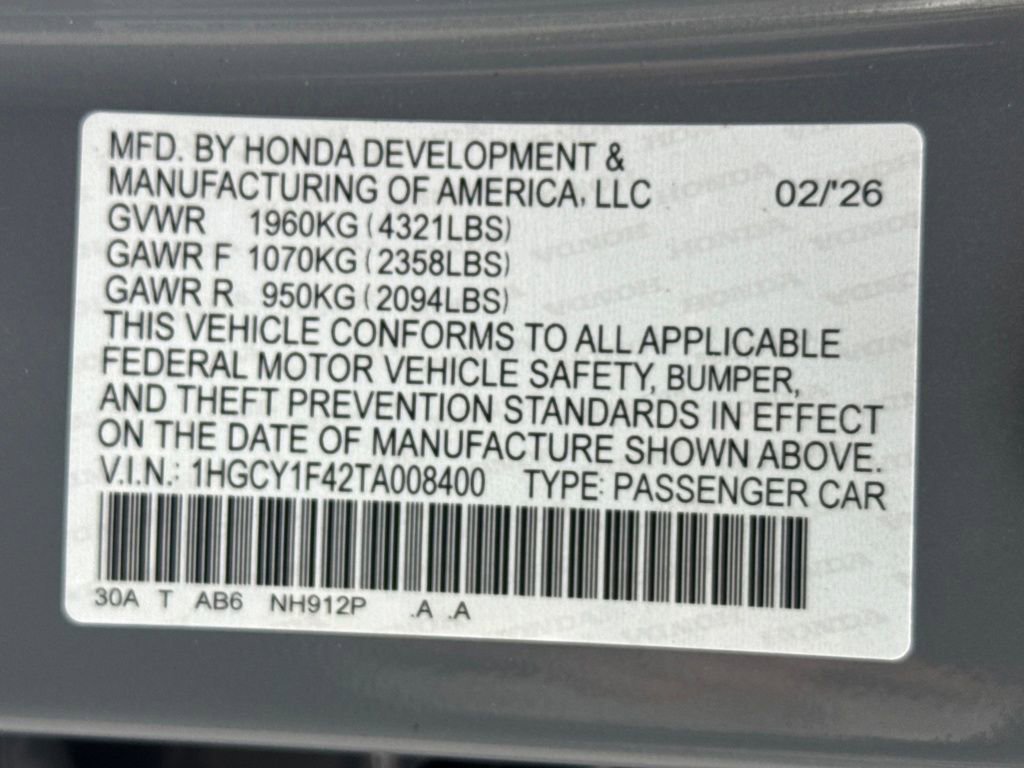 MFD. BY HONDA DEVELOPMENT &
MANUFACTURING OF AMERICA, LLC 02/'26
GVWR 1960KG (4321LBS)
GAWR F 1070KG (2358LBS)
GAWR R 950KG (2094LBS)
THIS VEHICLE CONFORMS TO ALL APPLICABLE
FEDERAL MOTOR VEHICLE SAFETY, BUMPER,
AND THEFT PREVENTION STANDARDS IN EFFECT
ON THE DATE OF MANUFACTURE SHOWN ABOVE.
V.I.N.: 1HGCY1F42TA008400 TYPE: PASSENGER CAR
30A T AB6 NH912P .A .A